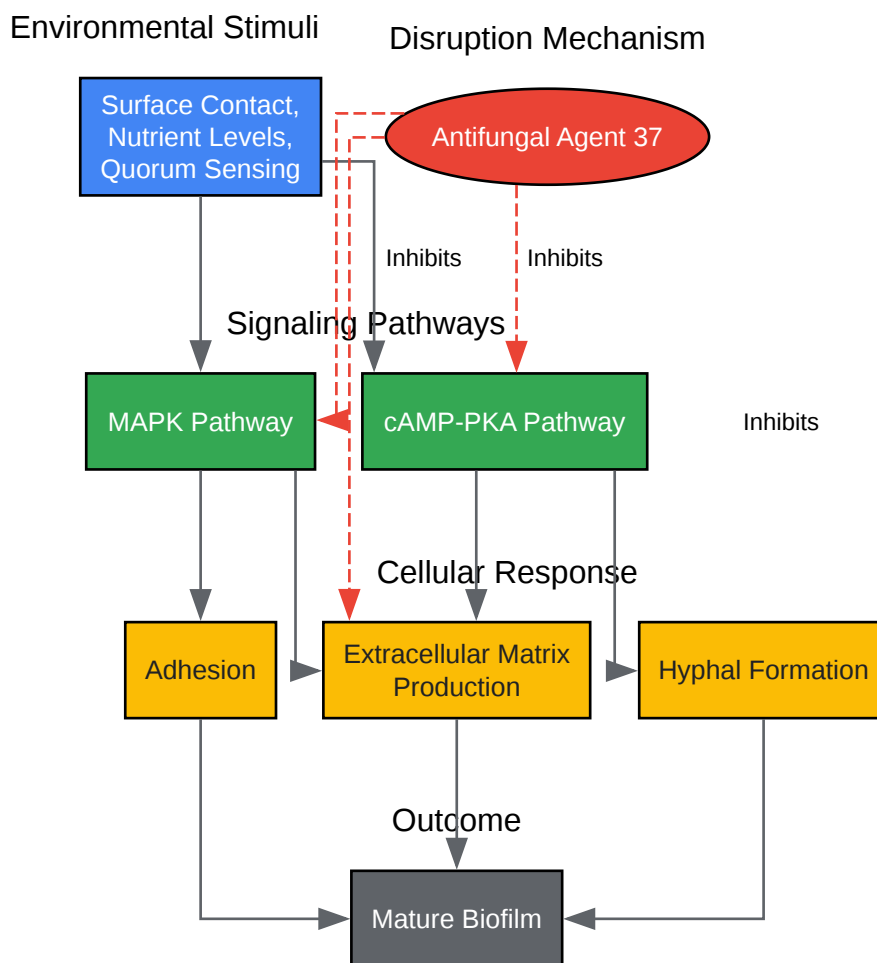 Environmental Stimuli
Disruption Mechanism
Surface Contact,
Nutrient Levels,
Quorum Sensing
Antifungal Agent 37
Inhibits
Inhibits
Signaling Pathways
MAPK Pathway
cAMP-PKA Pathway
Inhibits
Cellular Response
Adhesion
Extracellular Matrix
Production
Hyphal Formation
Outcome
Mature Biofilm